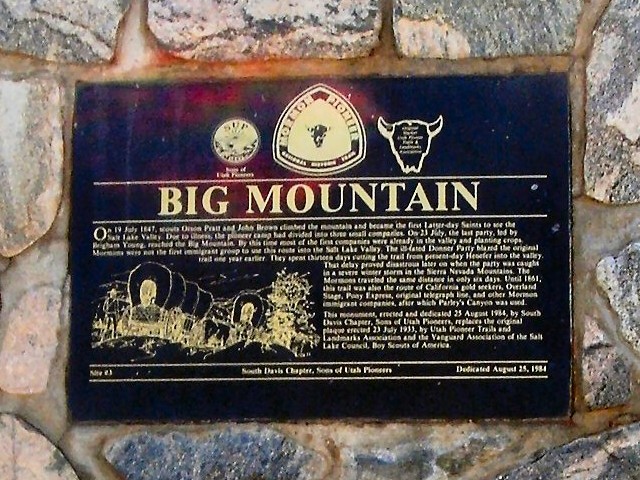 MORMON PIONEER
NATIONAL HISTORIC TRAIL
Sons of
Utah Pioneers
BIG MOUNTAIN
On 19 July 1847, scouts Orson Pratt and John Brown climbed the mountain and became the first Latter-day Saints to see the
Salt Lake Valley. Due to illness, the pioneer camp had divided into three small companies. On 23 July, the last party, led by
Brigham Young, reached the Big Mountain. By this time most of the first companies were already in the valley and planting crops.
Mormons were not the first immigrant group to use this route into the Salt Lake Valley. The ill-fated Donner Party blazed the original
trail one year earlier. They spent thirteen days cutting the trail from present-day Henefer into the valley.
That delay proved disastrous later on when the party was caught
in a severe winter storm in the Sierra Nevada Mountains. The
Mormons traveled the same distance in only six days. Until 1861,
this trail was also the route of California gold seekers, Overland
Stage, Pony Express, original telegraph line, and other Mormon
immigrant companies, after which Parley's Canyon was used.
This monument, erected and dedicated 25 August 1984, by South
Davis Chapter, Sons of Utah Pioneers, replaces the original
plaque erected 23 July 1933, by Utah Pioneer Trails and
Landmarks Association and the Vanguard Association of the Salt
Lake Council, Boy Scouts of America.
Site #3
South Davis Chapter, Sons of Utah Pioneers
Dedicated August 25, 1984